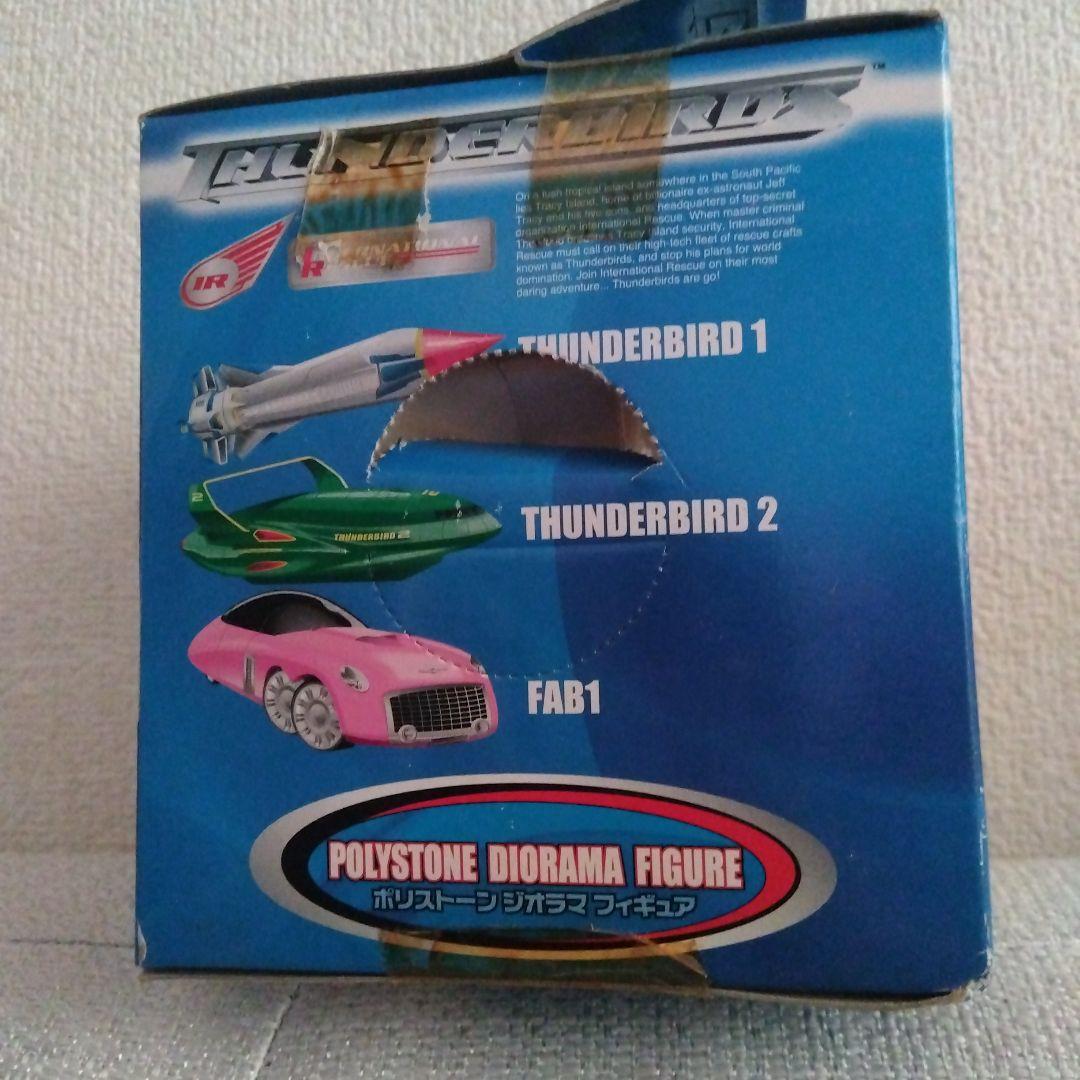 THUNDERBIRDS™
On a lush tropical island somewhere in the South Pacific
lies Tracy Island, home of billionaire ex-astronaut Jeff
Tracy and his five sons, and headquarters of top-secret
organization International Rescue. When master criminal
Tracy Island security, International
Rescue must call on their high-tech fleet of rescue crafts
known as Thunderbirds, and stop his plans for world
domination. Join International Rescue on their most
daring adventure... Thunderbirds are go!
IR
INTERNATIONAL
THUNDERBIRD 1
2
THUNDERBIRD 2
THUNDERBIRD 2
FAB1
POLYSTONE DIORAMA FIGURE
ポリストーン ジオラマ フィギュア